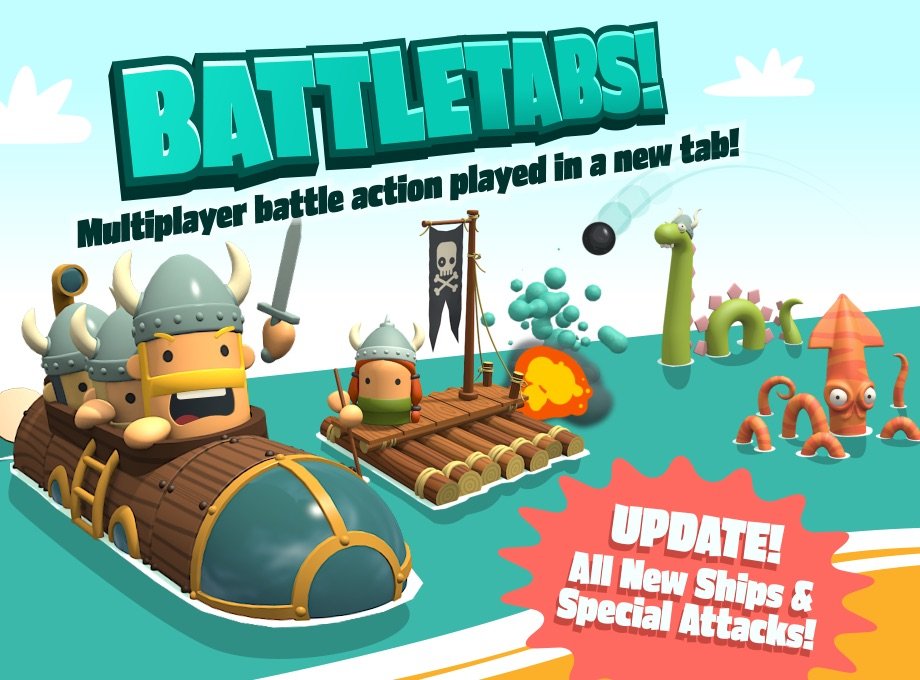 BATTLETABS!
Multiplayer battle action played in a new tab!
UPDATE!
All New Ships &
Special Attacks!